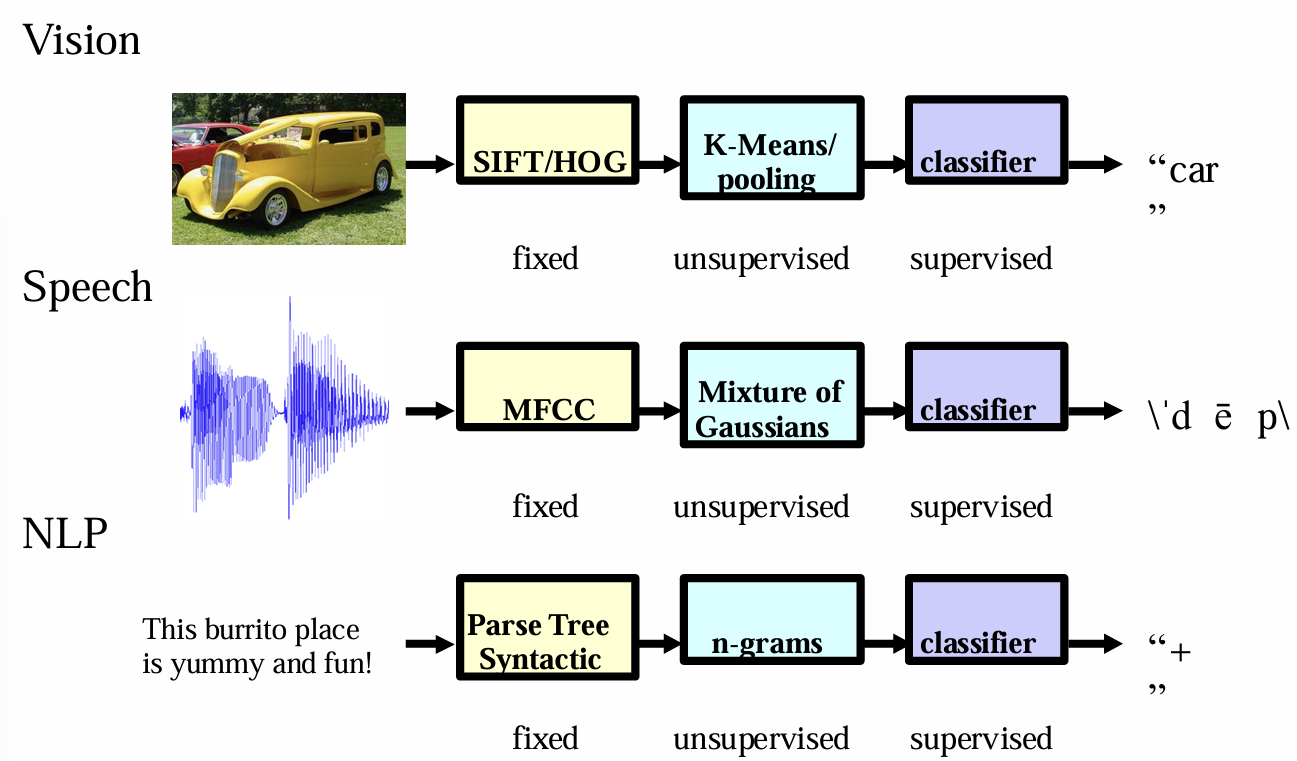 Vision
SIFT/HOG
K-Means/
pooling
classifier
“car
”
fixed
unsupervised
supervised
Speech
MFCC
Mixture of
Gaussians
classifier
\ˈd ē p\
fixed
unsupervised
supervised
NLP
This burrito place
is yummy and fun!
Parse Tree
Syntactic
n-grams
classifier
“+
”
fixed
unsupervised
supervised